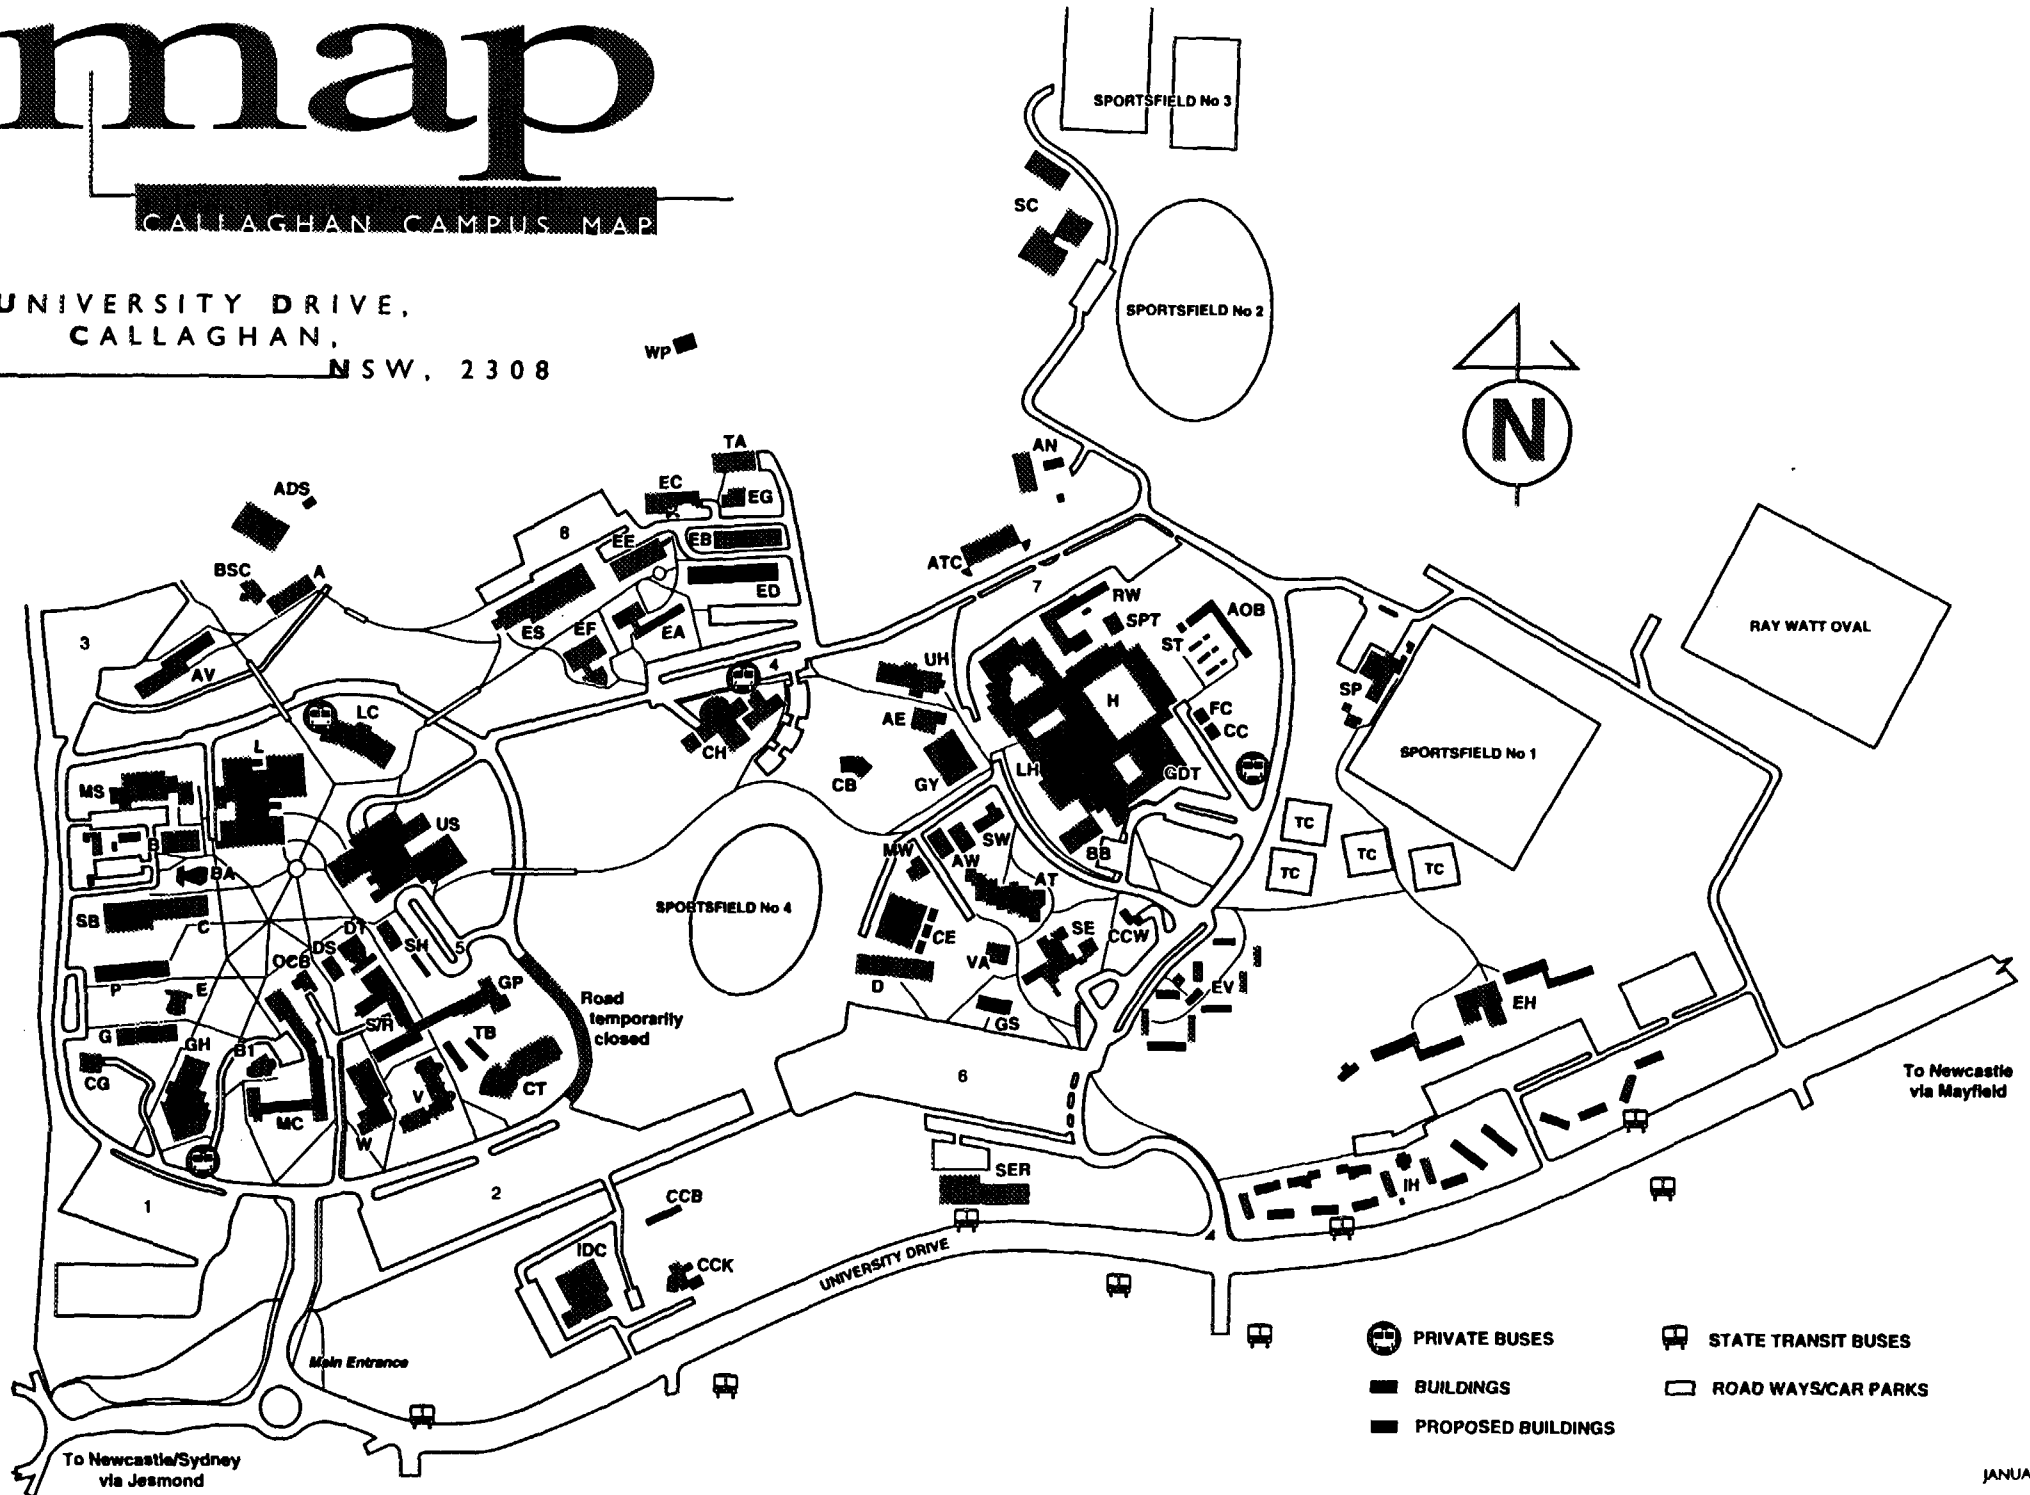 map
CALLAGHAN CAMPUS MAP
UNIVERSITY DRIVE,
CALLAGHAN,
NSW, 2308
SPORTSFIELD No 3
SC
SPORTSFIELD No 2
WP
N
TA
AN
ADS
EC
EG
8
EE
EB
ATC
BSC
A
ED
7
RW
SPT
AOB
RAY WATT OVAL
3
ES
EF
EA
ST
AV
4
UH
SP
H
LC
AE
FC
CC
L
CH
SPORTSFIELD No 1
LH
GDT
MS
CB
GY
US
TC
B
SW
MW
AW
BB
TC
TC
TC
BA
AT
SPORTSFIELD No 4
SB
C
D1
SH
5
CE
SE
CCW
DS
OCB
VA
P
E
GP
D
EV
EH
Road
temporarily
closed
S/R
GS
G
GH
B1
TB
CG
V
CT
6
To Newcastle
via Mayfield
MC
W
SER
IH
1
2
CCB
IDC
CCK
UNIVERSITY DRIVE
Main Entrance
PRIVATE BUSES
STATE TRANSIT BUSES
BUILDINGS
ROAD WAYS/CAR PARKS
PROPOSED BUILDINGS
To Newcastle/Sydney
via Jesmond
JANUA